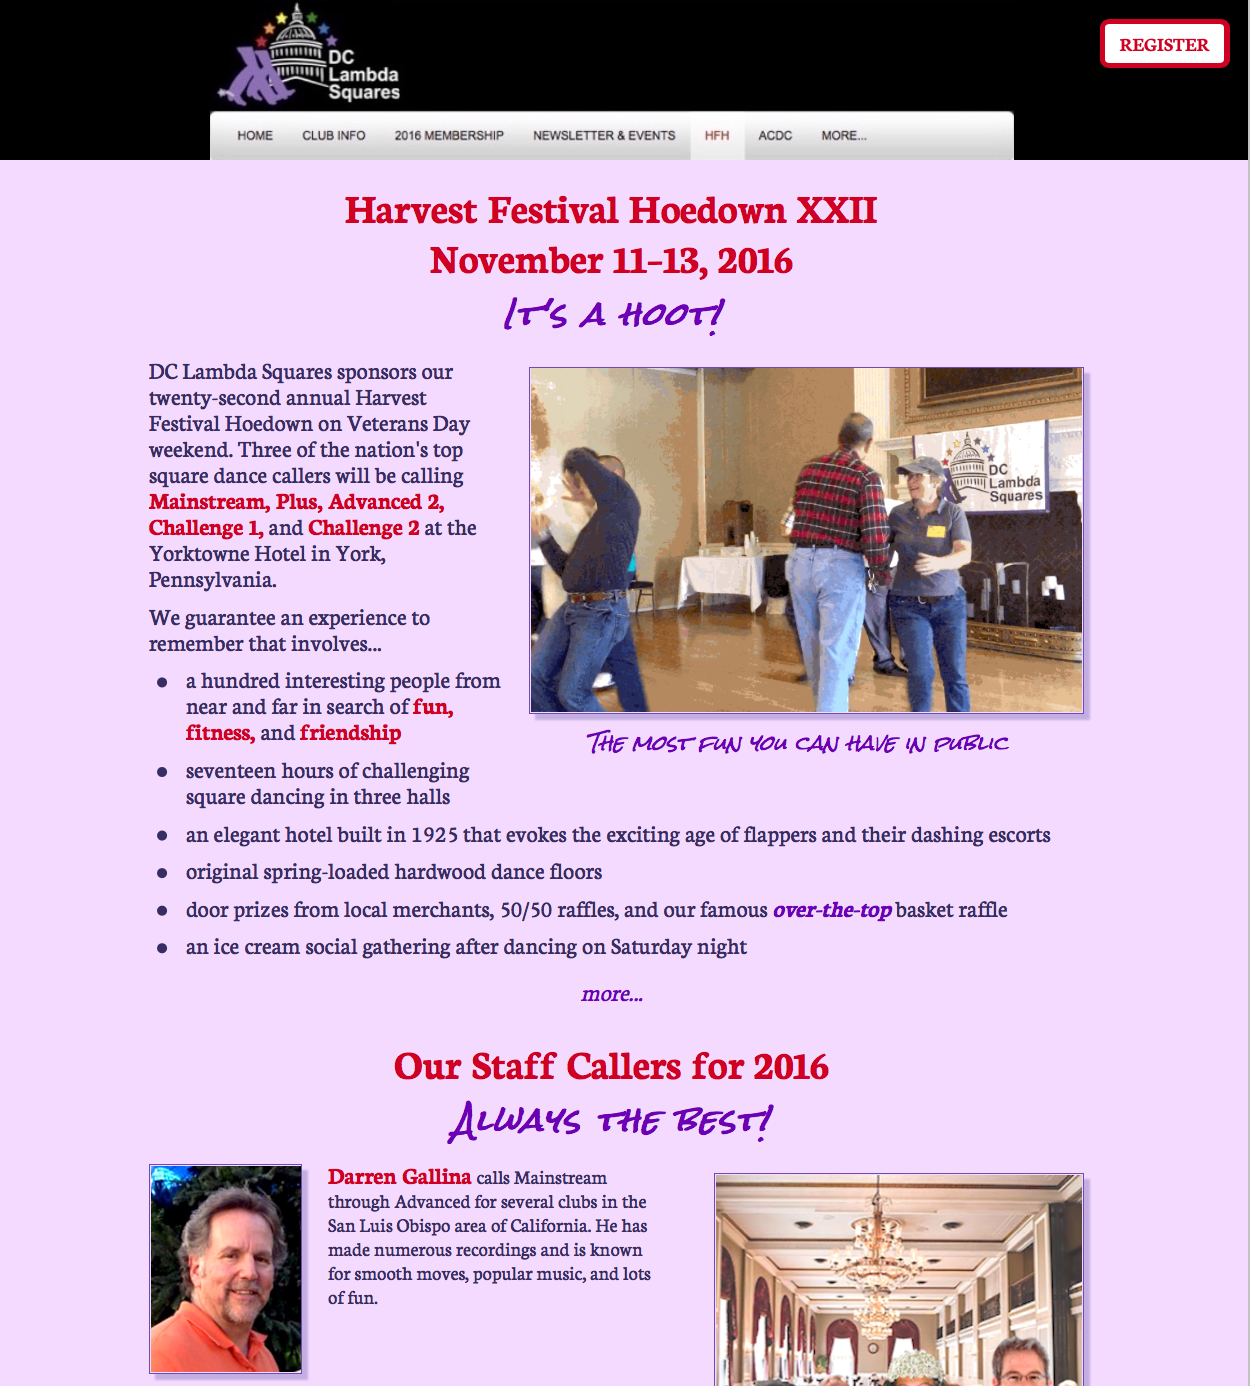 DC
Lambda
Squares
REGISTER
HOME CLUB INFO 2016 MEMBERSHIP NEWSLETTER & EVENTS HFH ACDC MORE...
Harvest Festival Hoedown XXII
November 11–13, 2016
It's a hoot!
DC Lambda Squares sponsors our
twenty-second annual Harvest
Festival Hoedown on Veterans Day
weekend. Three of the nation's top
square dance callers will be calling
Mainstream, Plus, Advanced 2,
Challenge 1, and Challenge 2 at the
Yorktowne Hotel in York,
Pennsylvania.
We guarantee an experience to
remember that involves...
• a hundred interesting people from
near and far in search of fun,
fitness, and friendship
• seventeen hours of challenging
square dancing in three halls
DC
Lambda
Squares
The most fun you can have in public
• an elegant hotel built in 1925 that evokes the exciting age of flappers and their dashing escorts
• original spring-loaded hardwood dance floors
• door prizes from local merchants, 50/50 raffles, and our famous over-the-top basket raffle
• an ice cream social gathering after dancing on Saturday night
more...
Our Staff Callers for 2016
Always the best!
Darren Gallina calls Mainstream
through Advanced for several clubs in the
San Luis Obispo area of California. He has
made numerous recordings and is known
for smooth moves, popular music, and lots
of fun.